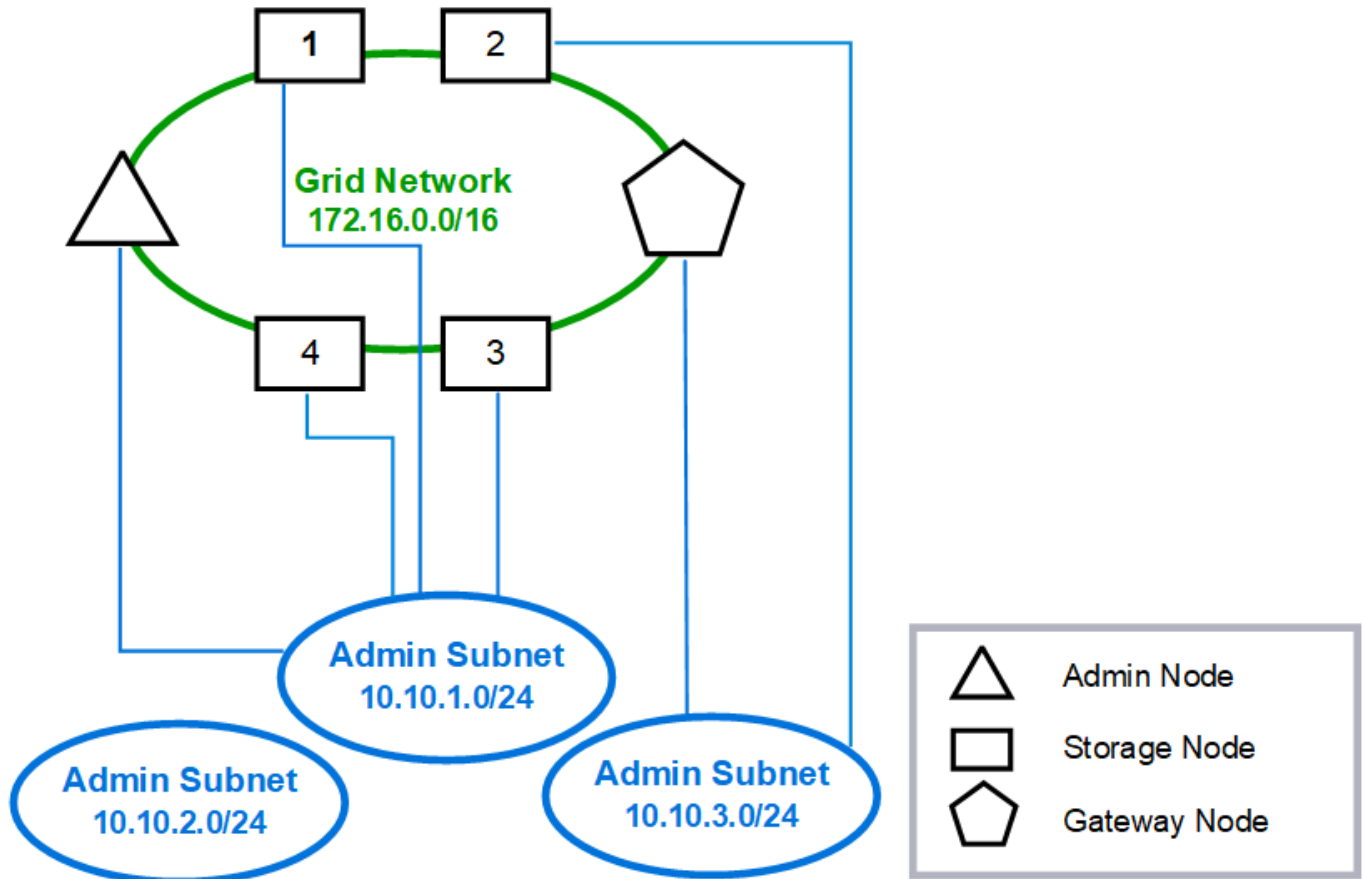 1
2
Grid Network
172.16.0.0/16
4
3
Admin Subnet
10.10.1.0/24
Admin Subnet
10.10.2.0/24
Admin Subnet
10.10.3.0/24
Admin Node
Storage Node
Gateway Node